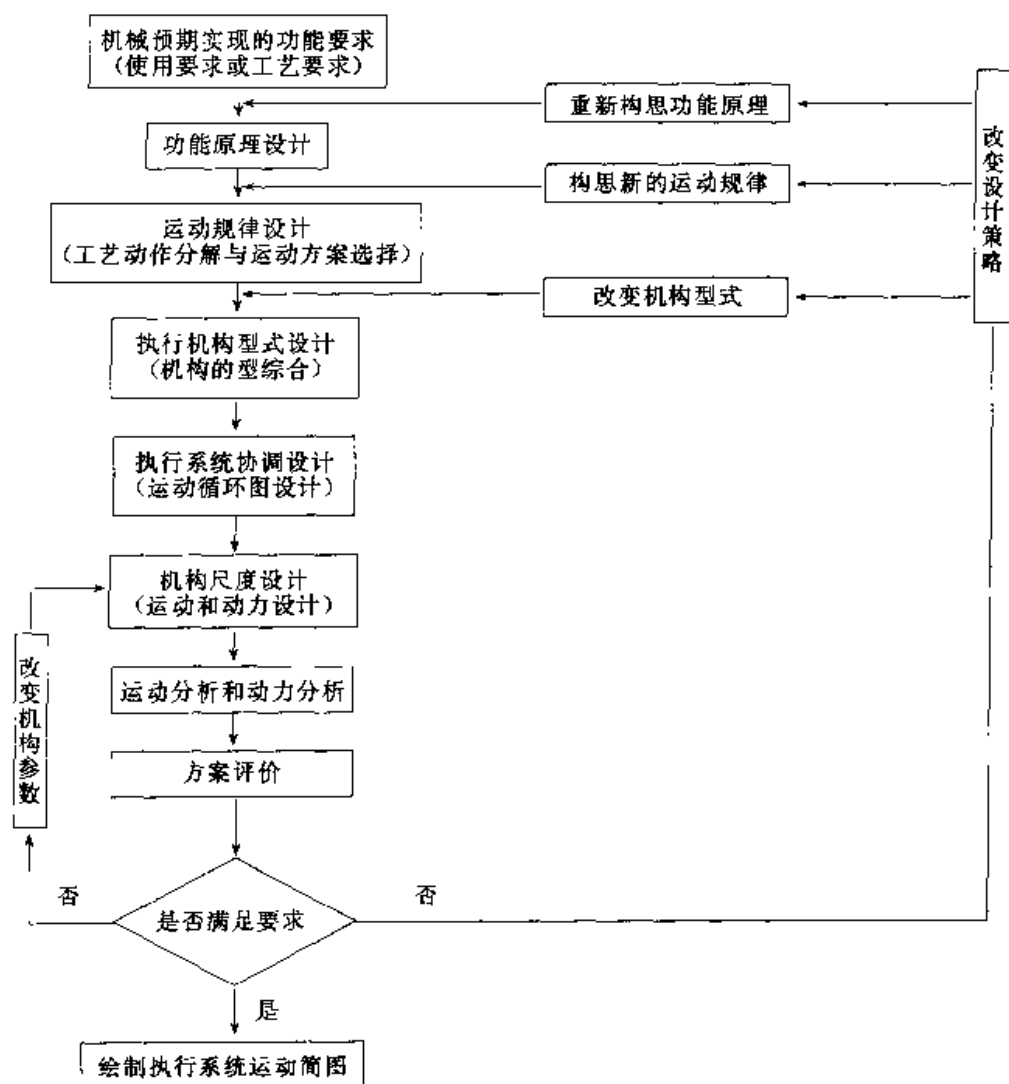 机械预期实现的功能要求
（使用要求或工艺要求）
重新构思功能原理
功能原理设计
构思新的运动规律
改变设计策略
运动规律设计
（工艺动作分解与运动方案选择）
改变机构型式
执行机构型式设计
（机构的型综合）
执行系统协调设计
（运动循环图设计）
机构尺度设计
（运动和动力设计）
改变机构参数
运动分析和动力分析
方案评价
否
否
是否满足要求
是
绘制执行系统运动简图